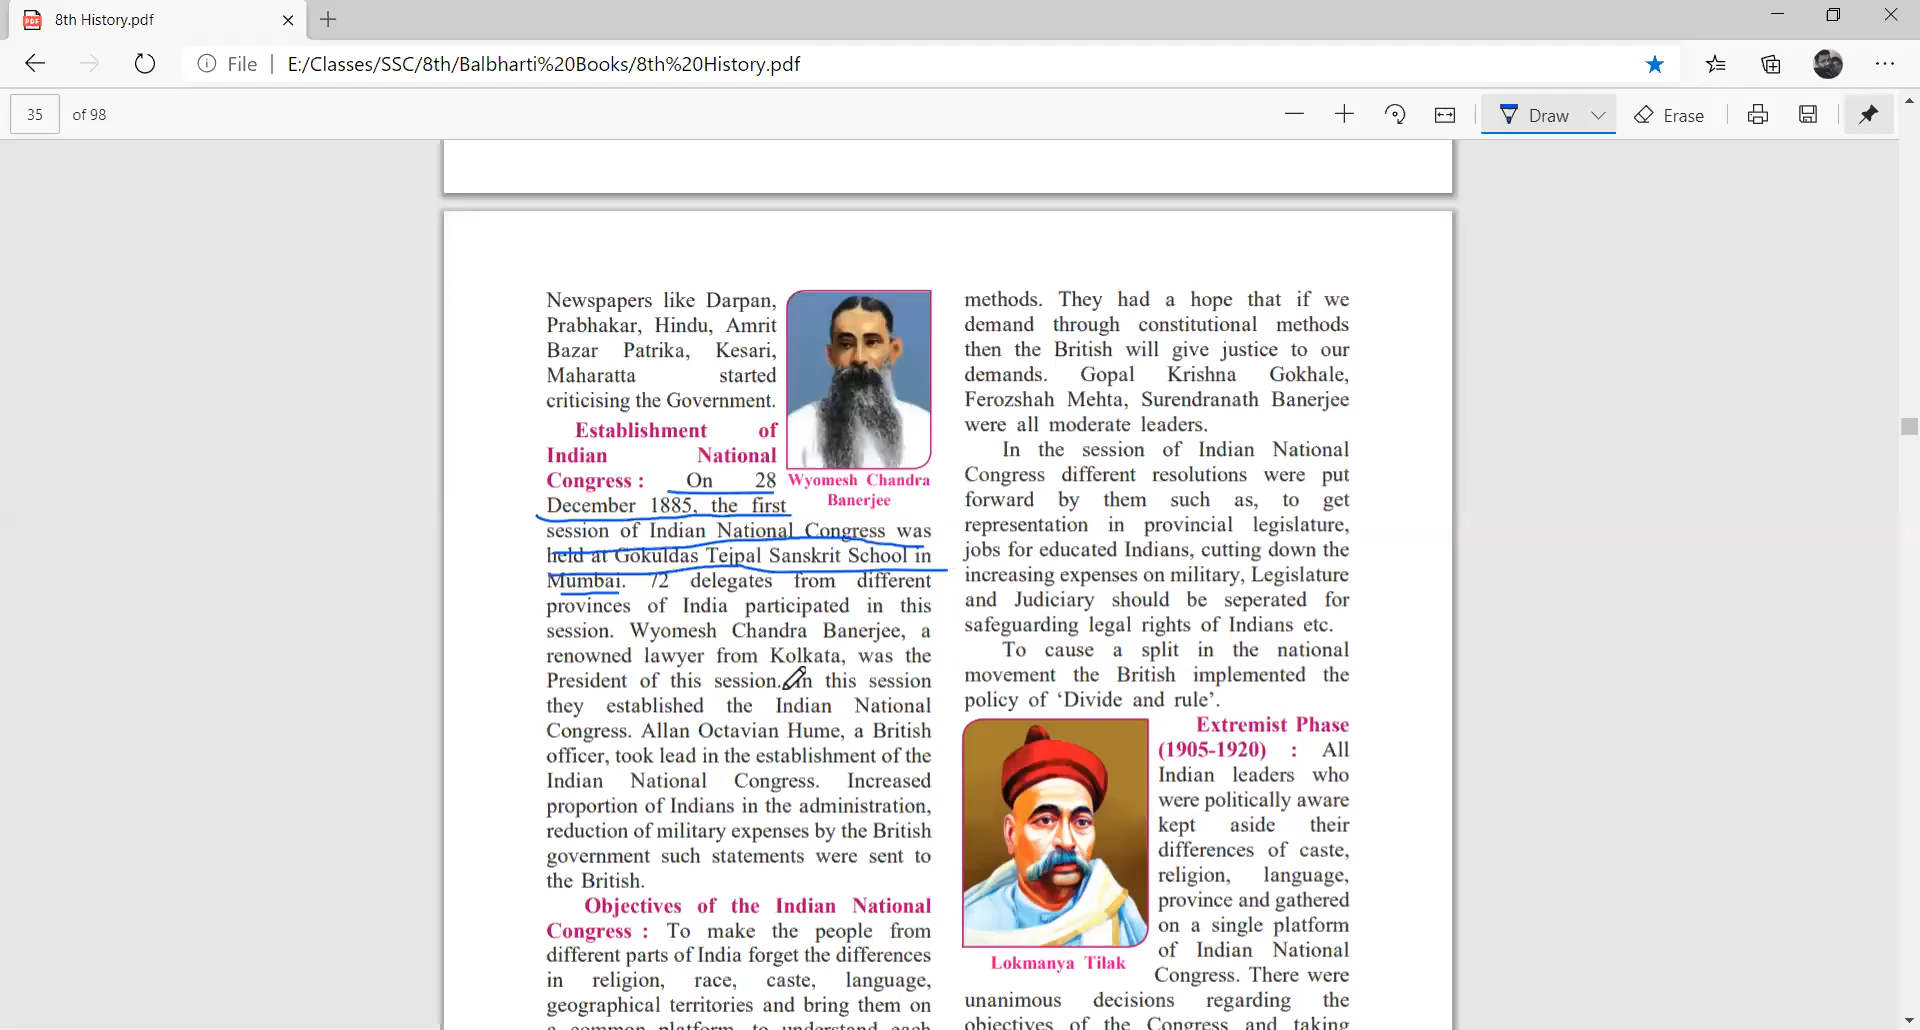 8th History.pdf
File
E:/Classes/SSC/8th/Balbharti%20Books/8th%20History.pdf
35 of 98
Draw
Erase
Newspapers like Darpan,
Prabhakar, Hindu, Amrit
Bazar Patrika, Kesari,
Maharatta started
criticising the Government.
Establishment of
Indian National
Congress : On 28
December 1885, the first
session of Indian National Congress was
held at Gokuldas Tejpal Sanskrit School in
Mumbai. 72 delegates from different
provinces of India participated in this
session. Wyomesh Chandra Banerjee, a
renowned lawyer from Kolkata, was the
President of this session. In this session
they established the Indian National
Congress. Allan Octavian Hume, a British
officer, took lead in the establishment of the
Indian National Congress. Increased
proportion of Indians in the administration,
reduction of military expenses by the British
government such statements were sent to
the British.
Objectives of the Indian National
Congress : To make the people from
different parts of India forget the differences
in religion, race, caste, language,
geographical territories and bring them on
a common platform, to understand each
Wyomesh Chandra
Banerjee
methods. They had a hope that if we
demand through constitutional methods
then the British will give justice to our
demands. Gopal Krishna Gokhale,
Ferozshah Mehta, Surendranath Banerjee
were all moderate leaders.
In the session of Indian National
Congress different resolutions were put
forward by them such as, to get
representation in provincial legislature,
jobs for educated Indians, cutting down the
increasing expenses on military, Legislature
and Judiciary should be seperated for
safeguarding legal rights of Indians etc.
To cause a split in the national
movement the British implemented the
policy of ‘Divide and rule’.
Extremist Phase
(1905-1920) : All
Indian leaders who
were politically aware
kept aside their
differences of caste,
religion, language,
province and gathered
on a single platform
of Indian National
Congress. There were
unanimous decisions regarding the
objectives of the Congress and taking
Lokmanya Tilak